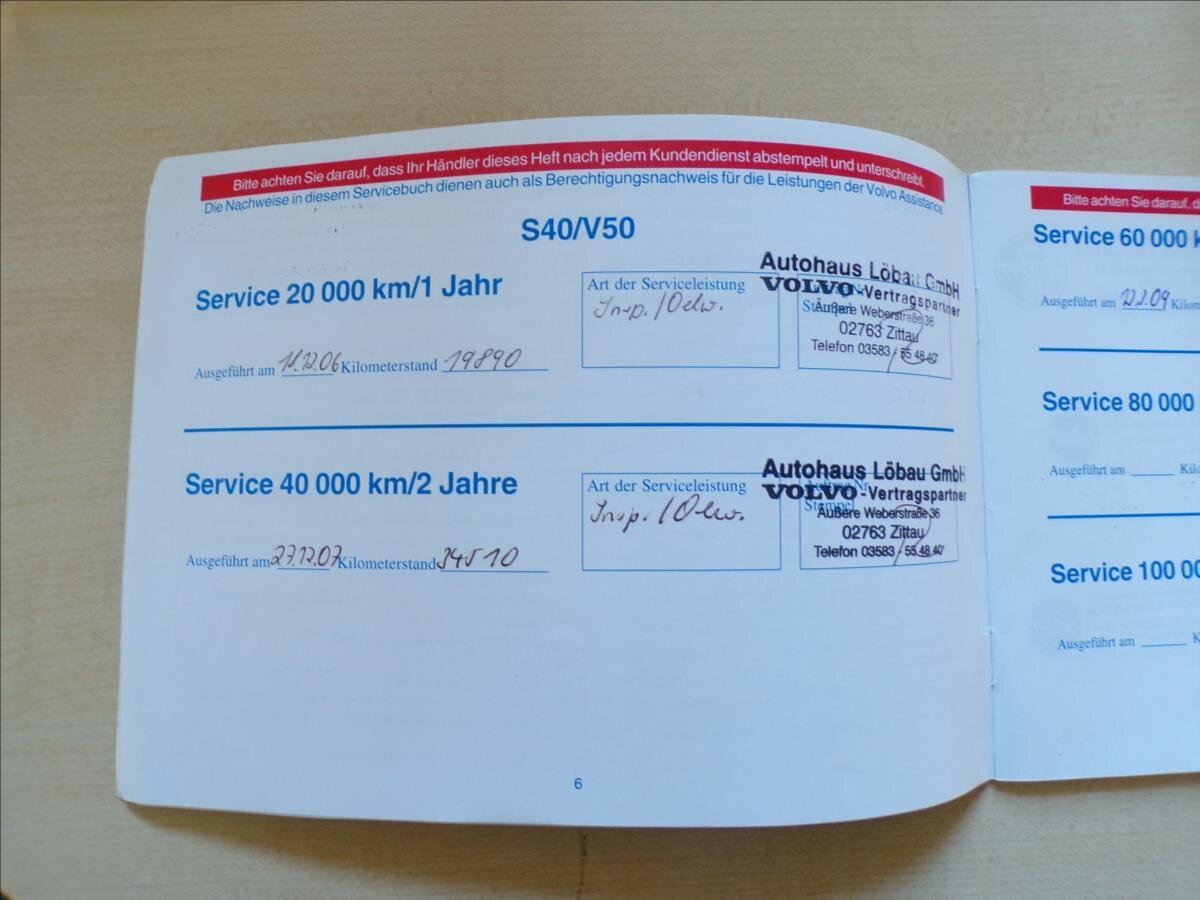 Bitte achten Sie darauf, dass Ihr Händler dieses Heft nach jedem Kundendienst abstempelt und unterschreibt.
Die Nachweise in diesem Servicebuch dienen auch als Berechtigungsnachweis für die Leistungen der Volvo Assistance
S40/V50
Service 20 000 km/1 Jahr
Art der Serviceleistung
Insp. / Oelw.
Autohaus Löbau GmbH
VOLVO-Vertragspartner
Stempel
Äußere Weberstraße 36
02763 Zittau
Telefon 03583 / 55 48 40
Ausgeführt am 11.12.06 Kilometerstand 19890
Service 40 000 km/2 Jahre
Art der Serviceleistung
Insp. / Oelw.
Autohaus Löbau GmbH
Auftrag Nr.
VOLVO-Vertragspartner
Stempel
Äußere Weberstraße 36
02763 Zittau
Telefon 03583 / 55 48 40
Ausgeführt am 27.12.07 Kilometerstand 34510
6
Bitte achten Sie darauf, d
Service 60 000 k
Ausgeführt am Kilom
Service 80 000
Ausgeführt am Kilo
Service 100 00
Ausgeführt am K